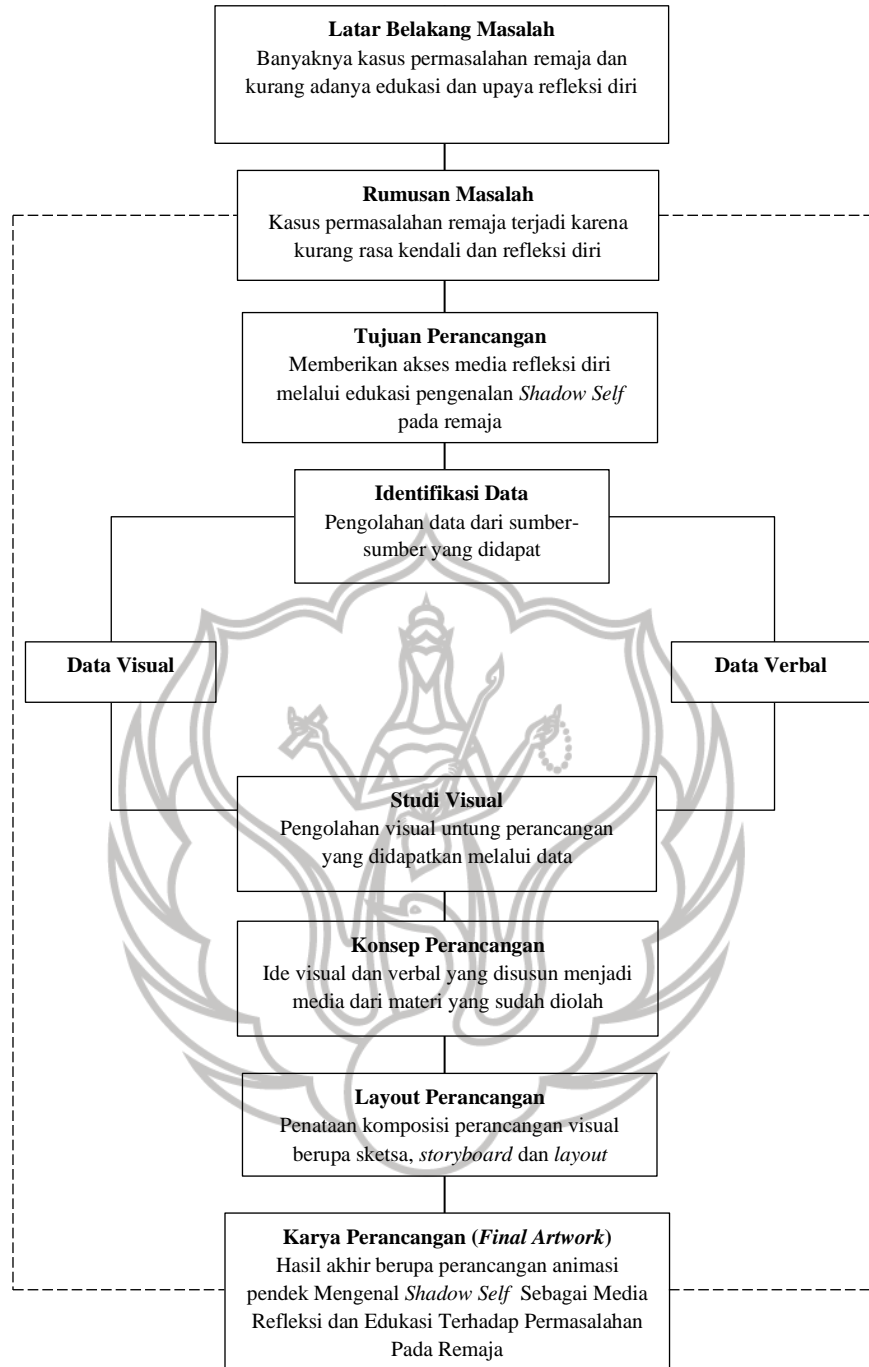 Latar Belakang Masalah
Banyaknya kasus permasalahan remaja dan
kurang adanya edukasi dan upaya refleksi diri
Rumusan Masalah
Kasus permasalahan remaja terjadi karena
kurang rasa kendali dan refleksi diri
Tujuan Perancangan
Memberikan akses media refleksi diri
melalui edukasi pengenalan Shadow Self
pada remaja
Identifikasi Data
Pengolahan data dari sumber-
sumber yang didapat
Data Visual
Data Verbal
Studi Visual
Pengolahan visual untung perancangan
yang didapatkan melalui data
Konsep Perancangan
Ide visual dan verbal yang disusun menjadi
media dari materi yang sudah diolah
Layout Perancangan
Penataan komposisi perancangan visual
berupa sketsa, storyboard dan layout
Karya Perancangan (Final Artwork)
Hasil akhir berupa perancangan animasi
pendek Mengenal Shadow Self Sebagai Media
Refleksi dan Edukasi Terhadap Permasalahan
Pada Remaja